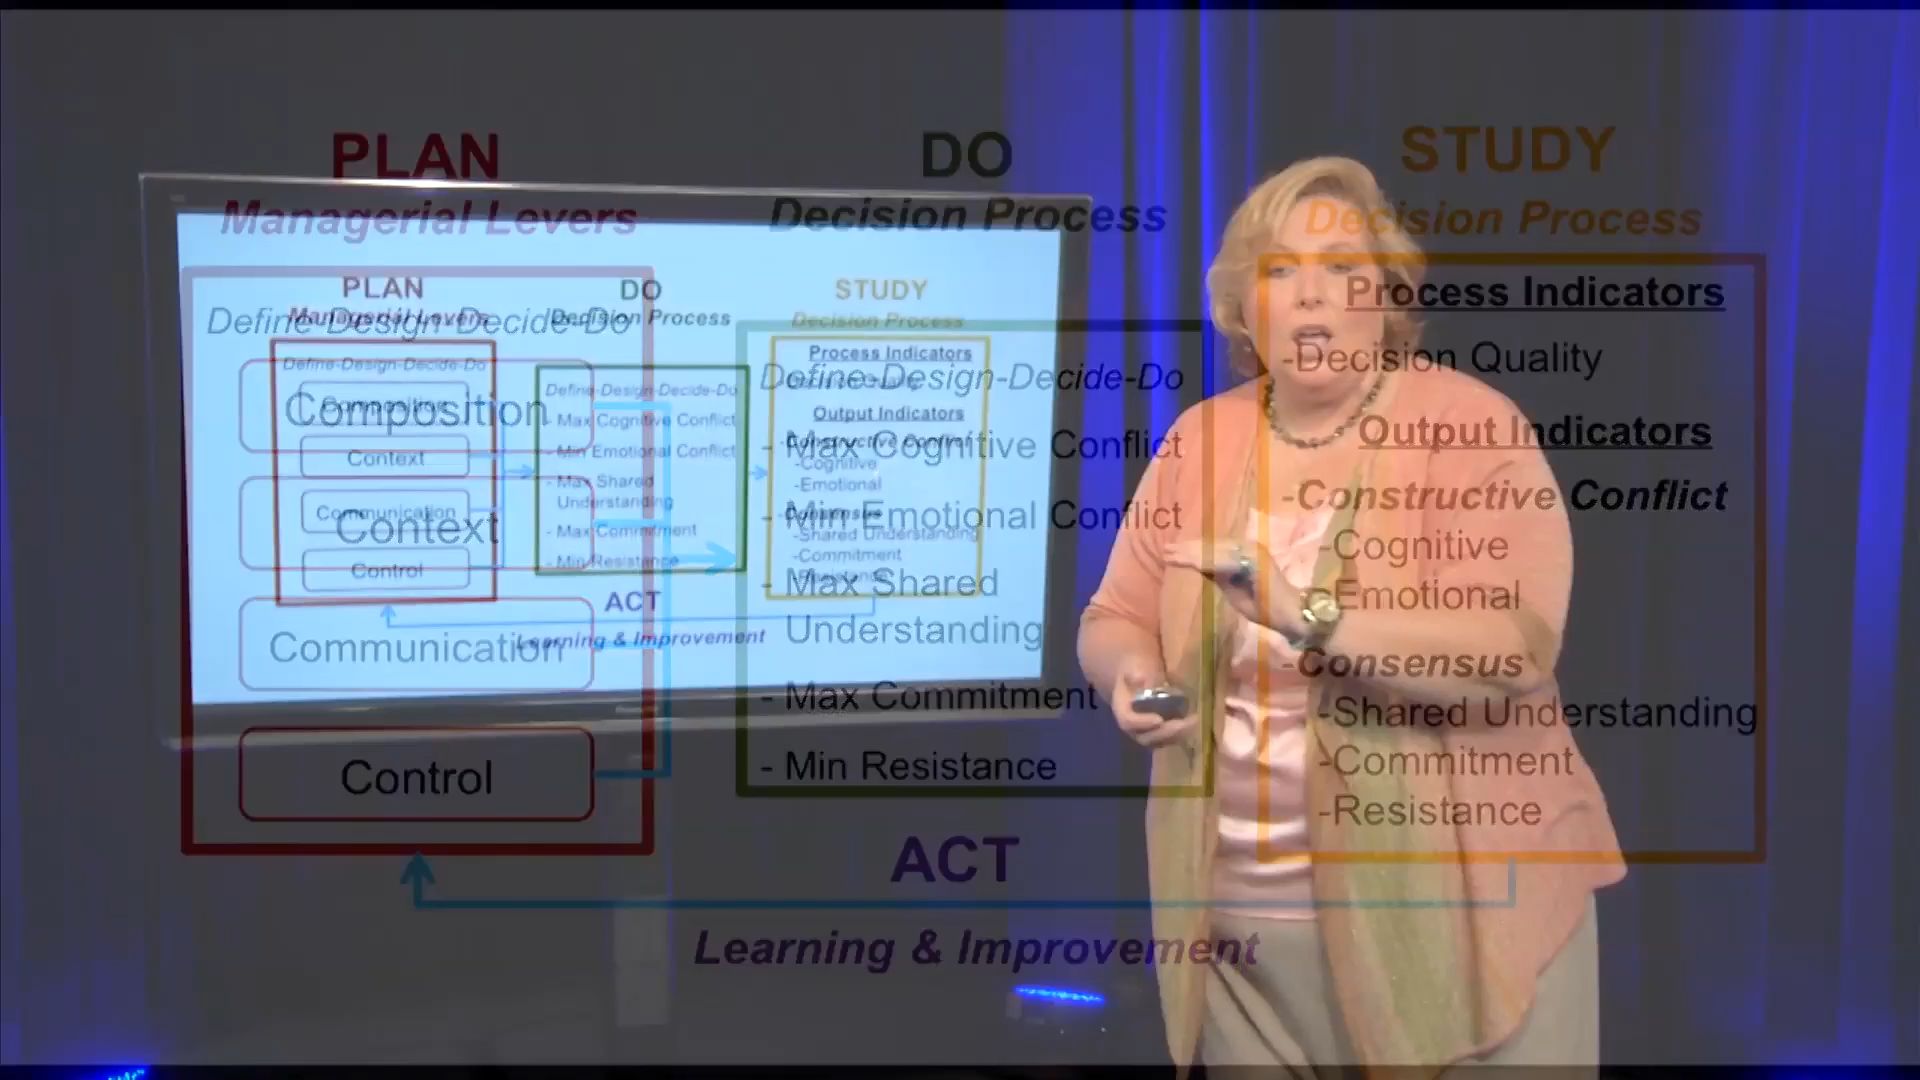 PLAN
Managerial Levers
Define-Design-Decide-Do
Composition
Context
Communication
Control
DO
Decision Process
Define-Design-Decide-Do
- Max Cognitive Conflict
- Min Emotional Conflict
- Max Shared
Understanding
- Max Commitment
- Min Resistance
STUDY
Decision Process
Process Indicators
-Decision Quality
Output Indicators
-Constructive Conflict
-Cognitive
-Emotional
-Consensus
-Shared Understanding
-Commitment
-Resistance
ACT
Learning & Improvement
PLAN
Managerial Levers
Define-Design-Decide-Do
Composition
Context
Communication
Control
DO
Decision Process
Define-Design-Decide-Do
- Max Cognitive Conflict
- Min Emotional Conflict
- Max Shared
Understanding
- Max Commitment
- Min Resistance
STUDY
Decision Process
Process Indicators
Output Indicators
-Constructive Conflict
-Cognitive
-Emotional
-Consensus
-Shared Understanding
-Commitment
ACT
Learning & Improvement